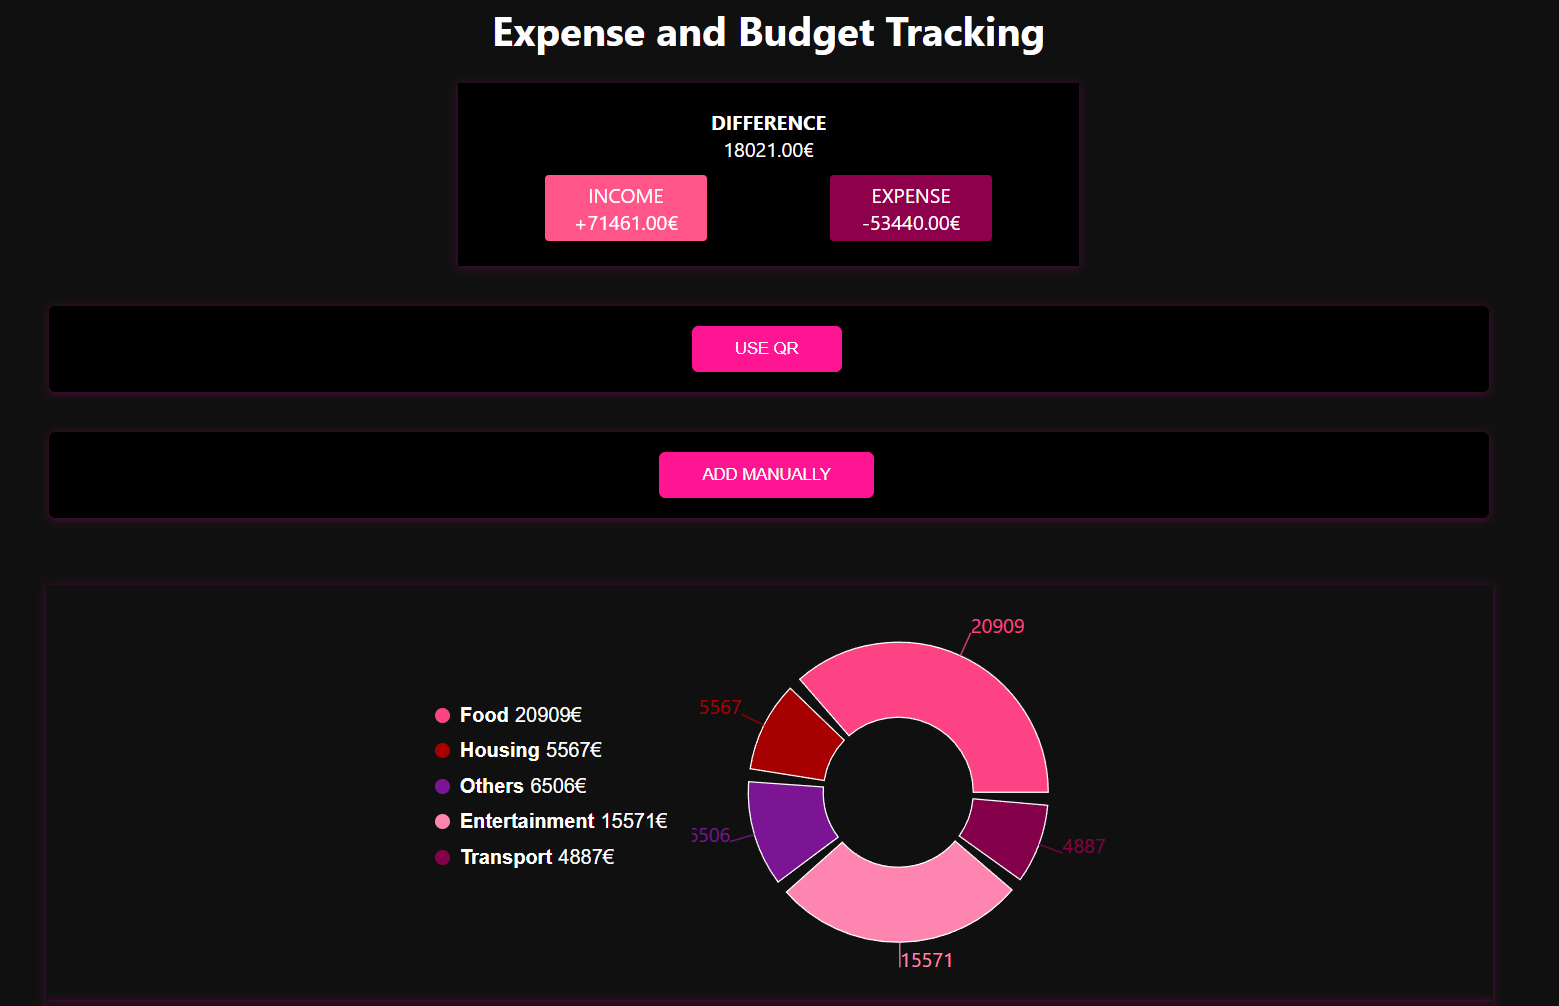 Expense and Budget Tracking
DIFFERENCE
18021.00€
INCOME
+71461.00€
EXPENSE
-53440.00€
USE QR
ADD MANUALLY
Food 20909€
Housing 5567€
Others 6506€
Entertainment 15571€
Transport 4887€
20909
5567
6506
4887
15571